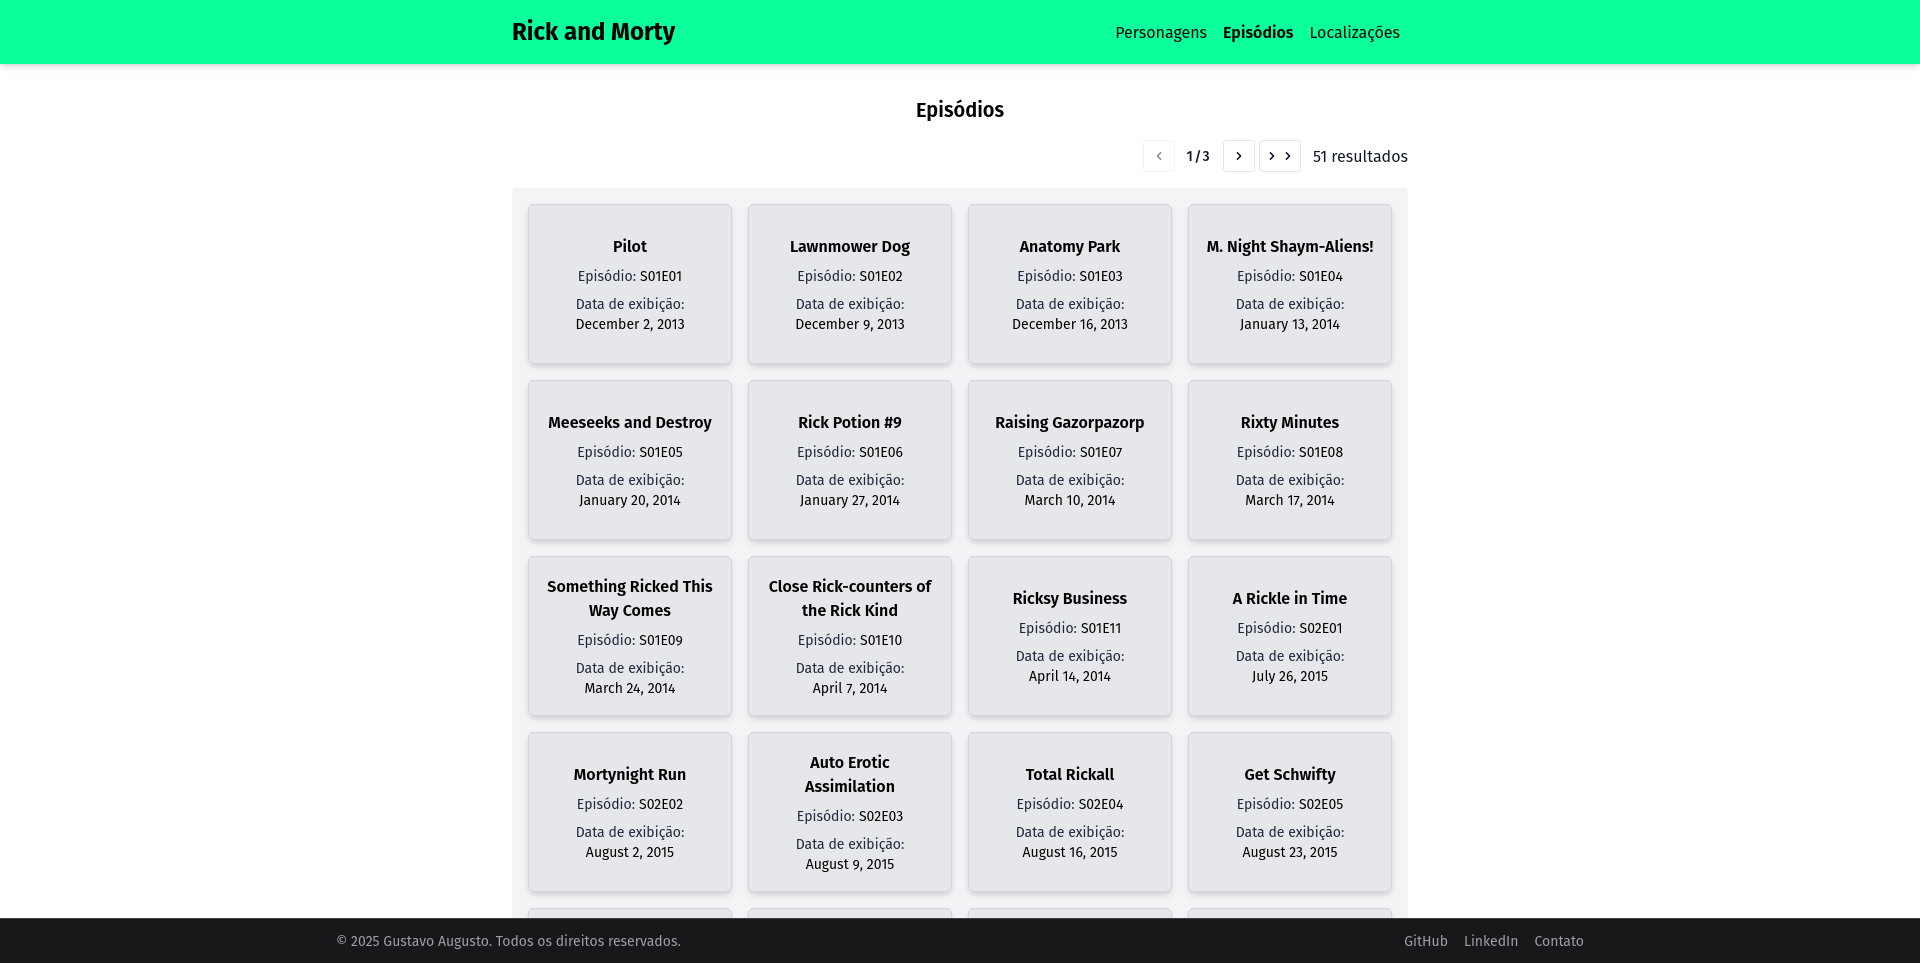 Rick and Morty
Personagens Episódios Localizações
Episódios
1/3 51 resultados
Pilot
Episódio: S01E01
Data de exibição:
December 2, 2013
Lawnmower Dog
Episódio: S01E02
Data de exibição:
December 9, 2013
Anatomy Park
Episódio: S01E03
Data de exibição:
December 16, 2013
M. Night Shaym-Aliens!
Episódio: S01E04
Data de exibição:
January 13, 2014
Meeseeks and Destroy
Episódio: S01E05
Data de exibição:
January 20, 2014
Rick Potion #9
Episódio: S01E06
Data de exibição:
January 27, 2014
Raising Gazorpazorp
Episódio: S01E07
Data de exibição:
March 10, 2014
Rixty Minutes
Episódio: S01E08
Data de exibição:
March 17, 2014
Something Ricked This
Way Comes
Episódio: S01E09
Data de exibição:
March 24, 2014
Close Rick-counters of
the Rick Kind
Episódio: S01E10
Data de exibição:
April 7, 2014
Ricksy Business
Episódio: S01E11
Data de exibição:
April 14, 2014
A Rickle in Time
Episódio: S02E01
Data de exibição:
July 26, 2015
Mortynight Run
Episódio: S02E02
Data de exibição:
August 2, 2015
Auto Erotic
Assimilation
Episódio: S02E03
Data de exibição:
August 9, 2015
Total Rickall
Episódio: S02E04
Data de exibição:
August 16, 2015
Get Schwifty
Episódio: S02E05
Data de exibição:
August 23, 2015
© 2025 Gustavo Augusto. Todos os direitos reservados.
GitHub LinkedIn Contato